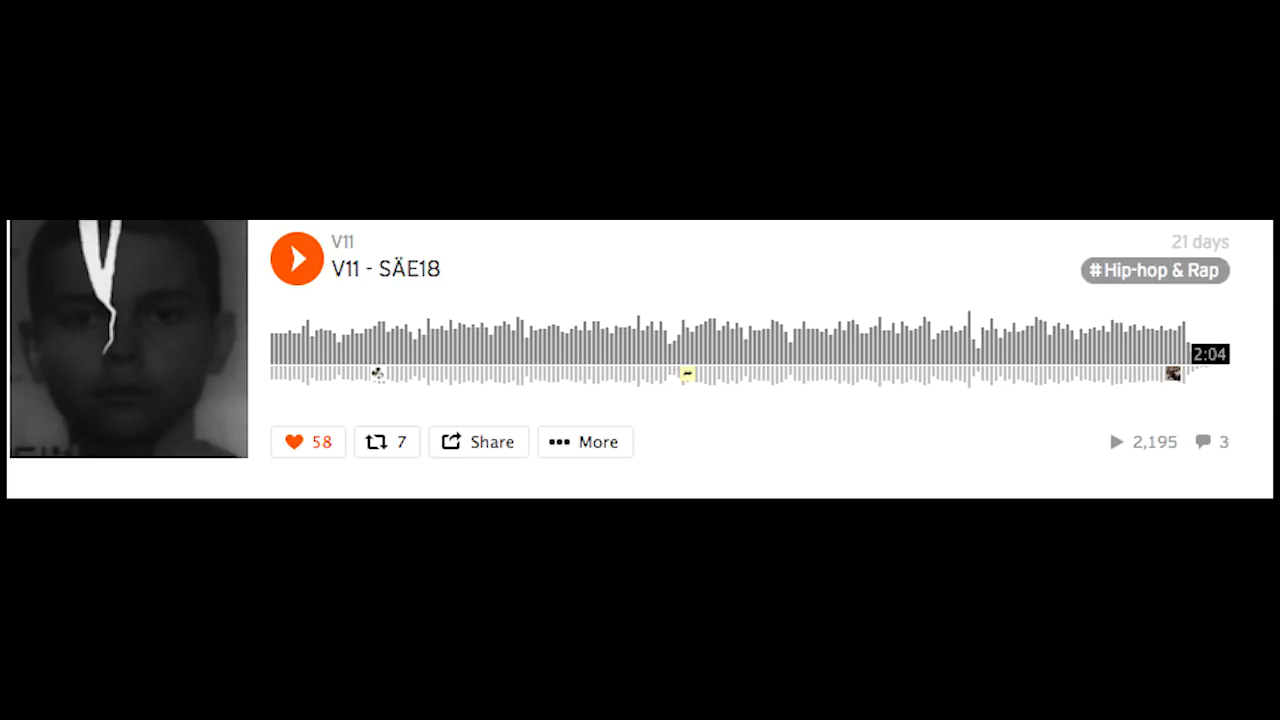 V11
21 days
V11 - SÄE18
#Hip-hop & Rap
2:04
58
7
Share
More
2,195
3